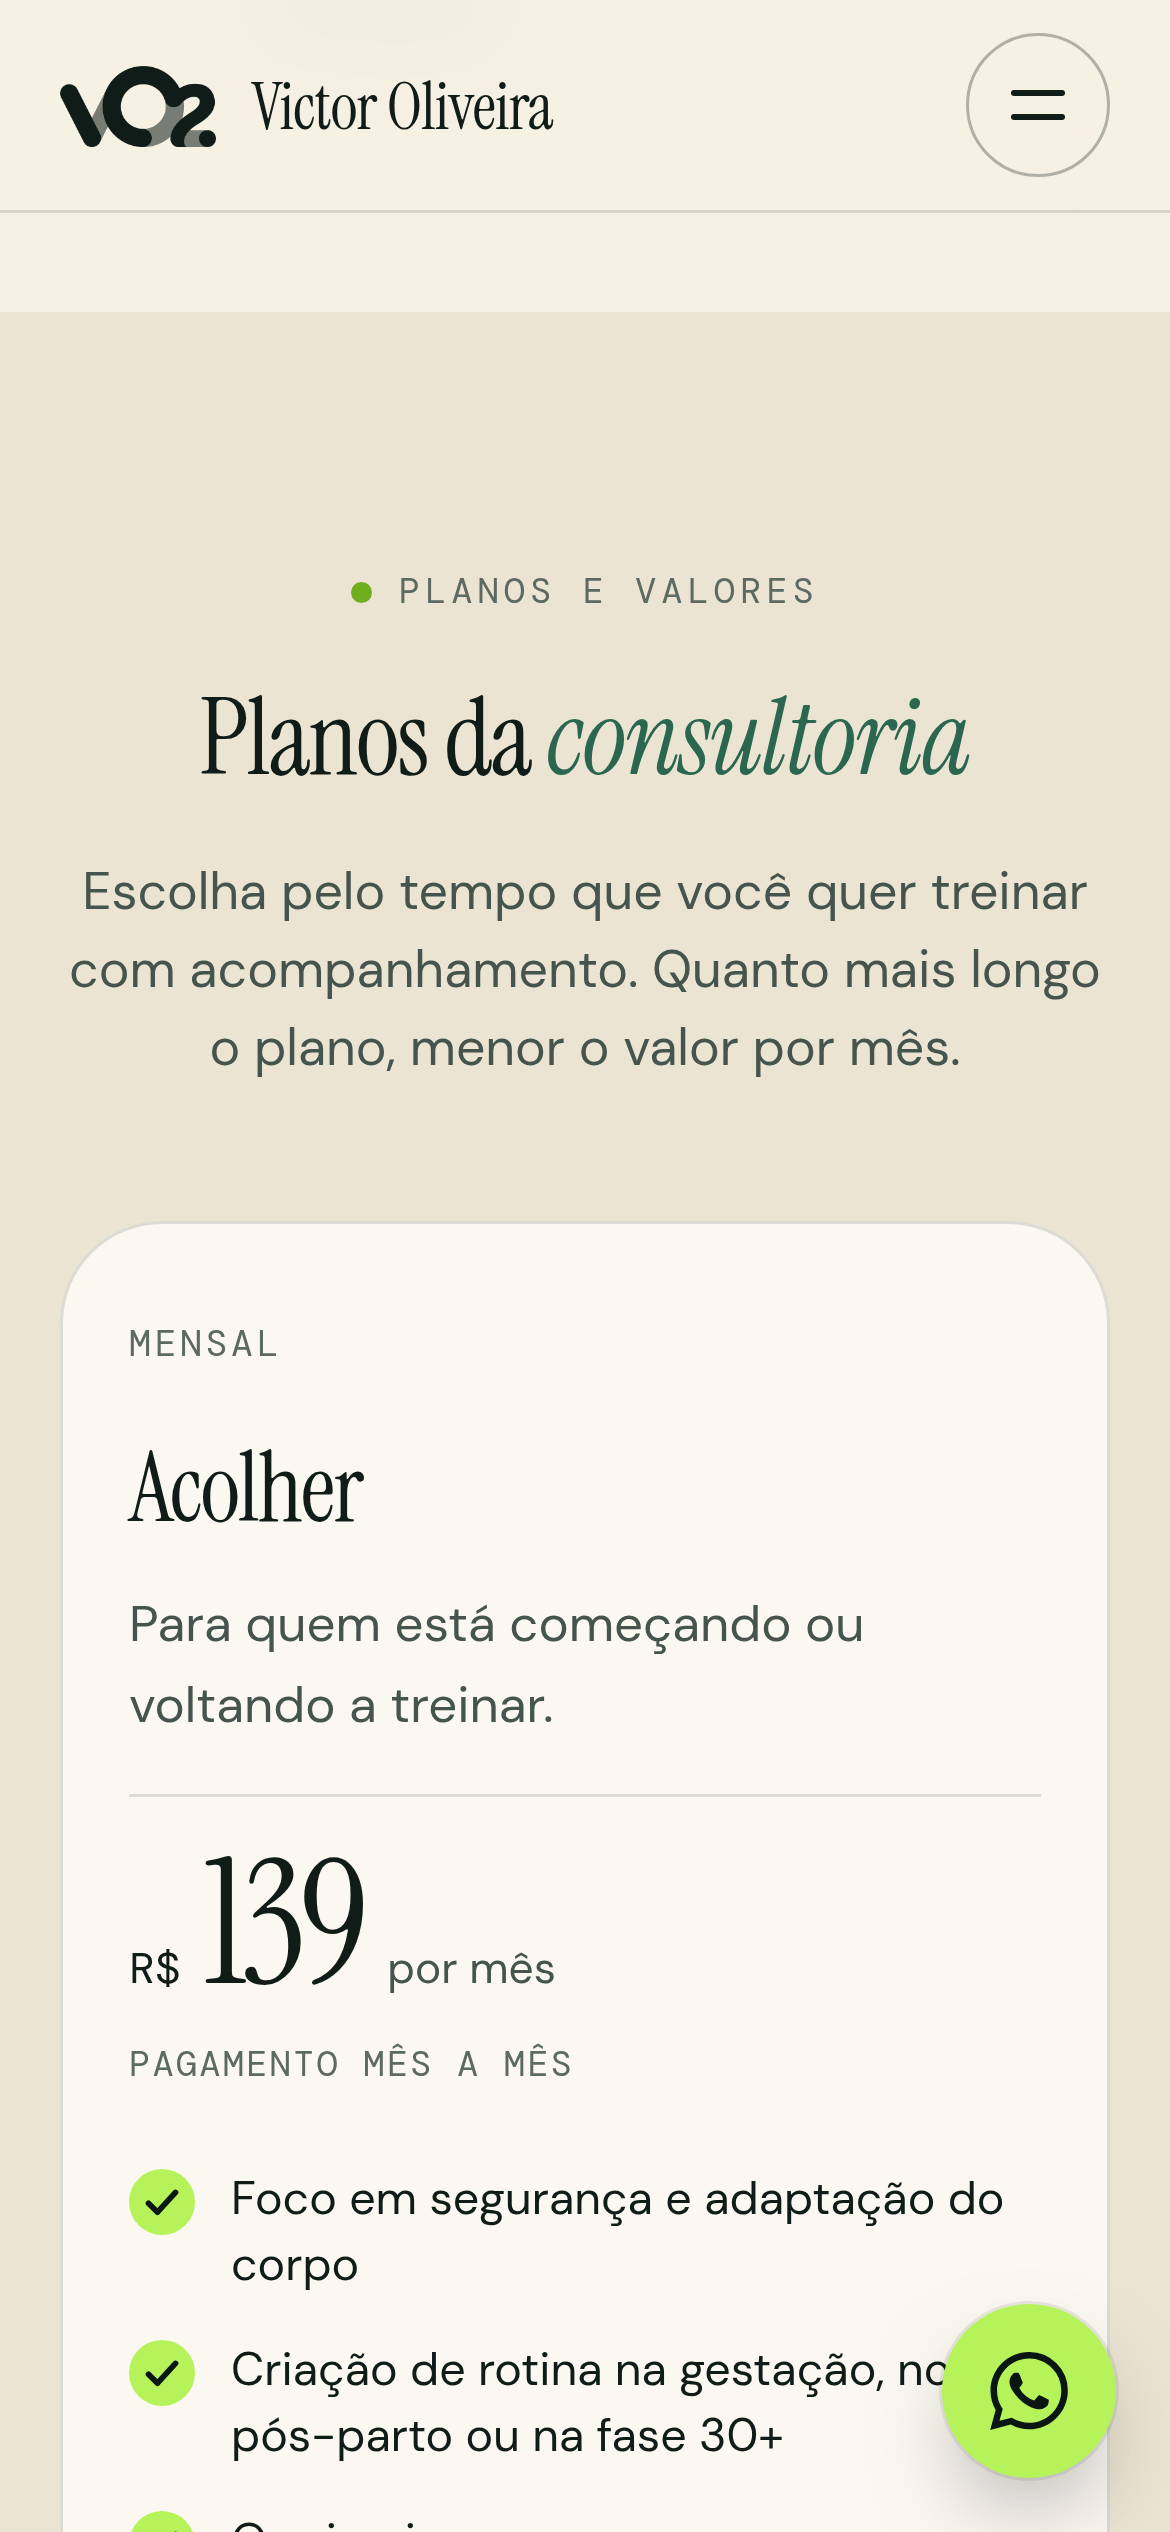 VO2 Victor Oliveira
PLANOS E VALORES
Planos da consultoria
Escolha pelo tempo que você quer treinar
com acompanhamento. Quanto mais longo
o plano, menor o valor por mês.
MENSAL
Acolher
Para quem está começando ou
voltando a treinar.
R$ 139 por mês
PAGAMENTO MÊS A MÊS
Foco em segurança e adaptação do
corpo
Criação de rotina na gestação, no
pós-parto ou na fase 30+